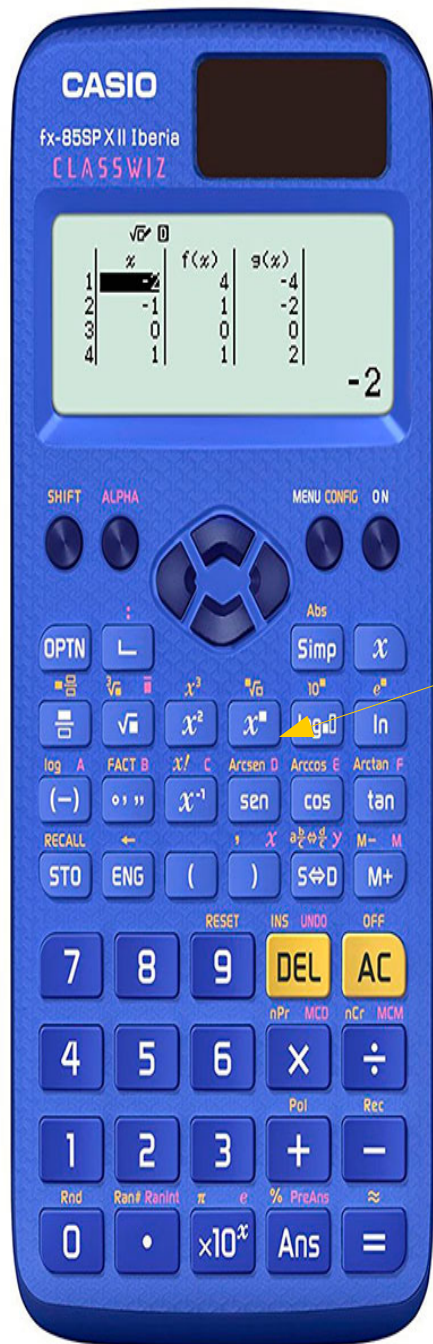 CASIO
fx-85SP X II Iberia
CLASSWIZ
√▫ D
x f(x) g(x)
1 -2 4 -4
2 -1 1 -2
3 0 0 0
4 1 1 2
-2
SHIFT ALPHA MENU CONFIG ON
: Abs
OPTN Simp x
∛▪ x³ ▪√▫ 10▪ e▪
√▪ x² x▪ log▪▯ ln
log A FACT B x! C Arcsen D Arccos E Arctan F
(−) ° ’ ” x⁻¹ sen cos tan
RECALL ← , x a b/c⇔d/c y M− M
STO ENG ( ) S⇔D M+
RESET INS UNDO OFF
7 8 9 DEL AC
nPr MCD nCr MCM
4 5 6 × ÷
Pol Rec
1 2 3 + −
Rnd Ran# RanInt π e % PreAns ≈
0 • ×10ˣ Ans =